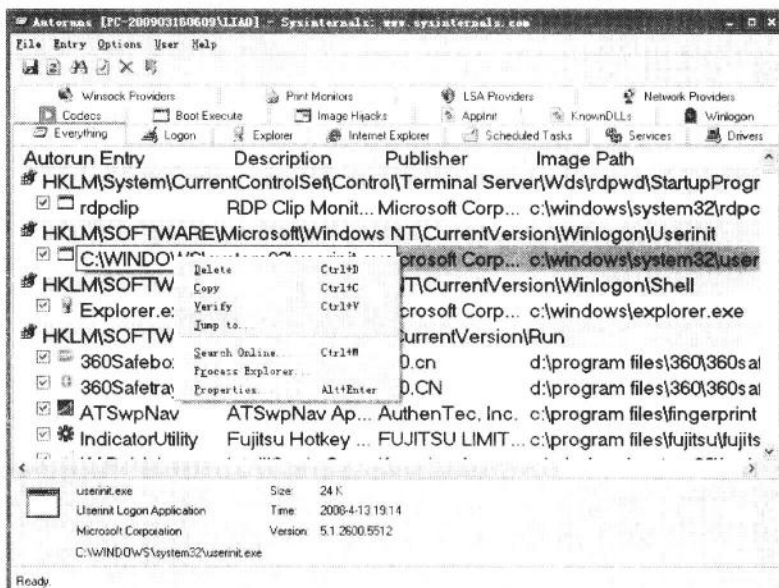 Autoruns [PC-200903160609\LIAO] - Sysinternals: www.sysinternals.com
File Entry Options User Help
Winsock Providers Print Monitors LSA Providers Network Providers
Codecs Boot Execute Image Hijacks AppInit KnownDLLs Winlogon
Everything Logon Explorer Internet Explorer Scheduled Tasks Services Drivers
Autorun Entry Description Publisher Image Path
HKLM\System\CurrentControlSet\Control\Terminal Server\Wds\rdpwd\StartupProgr
rdpclip RDP Clip Monit... Microsoft Corp... c:\windows\system32\rdpc
HKLM\SOFTWARE\Microsoft\Windows NT\CurrentVersion\Winlogon\Userinit
C:\WINDO crosoft Corp... c:\windows\system32\user
HKLM\SOFTW NT\CurrentVersion\Winlogon\Shell
Explorer.e crosoft Corp... c:\windows\explorer.exe
HKLM\SOFTW CurrentVersion\Run
360Safebo 0.cn d:\program files\360\360saf
360Safetra 0.CN d:\program files\360\360saf
ATSwpNav ATSwpNav Ap... AuthenTec, Inc. c:\program files\fingerprint
IndicatorUtility Fujitsu Hotkey ... FUJITSU LIMIT... c:\program files\fujitsu\fujits
Delete Ctrl+D
Copy Ctrl+C
Verify Ctrl+V
Jump to...
Search Online... Ctrl+M
Process Explorer...
Properties... Alt+Enter
userinit.exe Size: 24 K
Userinit Logon Application Time: 2008-4-13 19:14
Microsoft Corporation Version: 5.1.2600.5512
C:\WINDOWS\system32\userinit.exe
Ready.